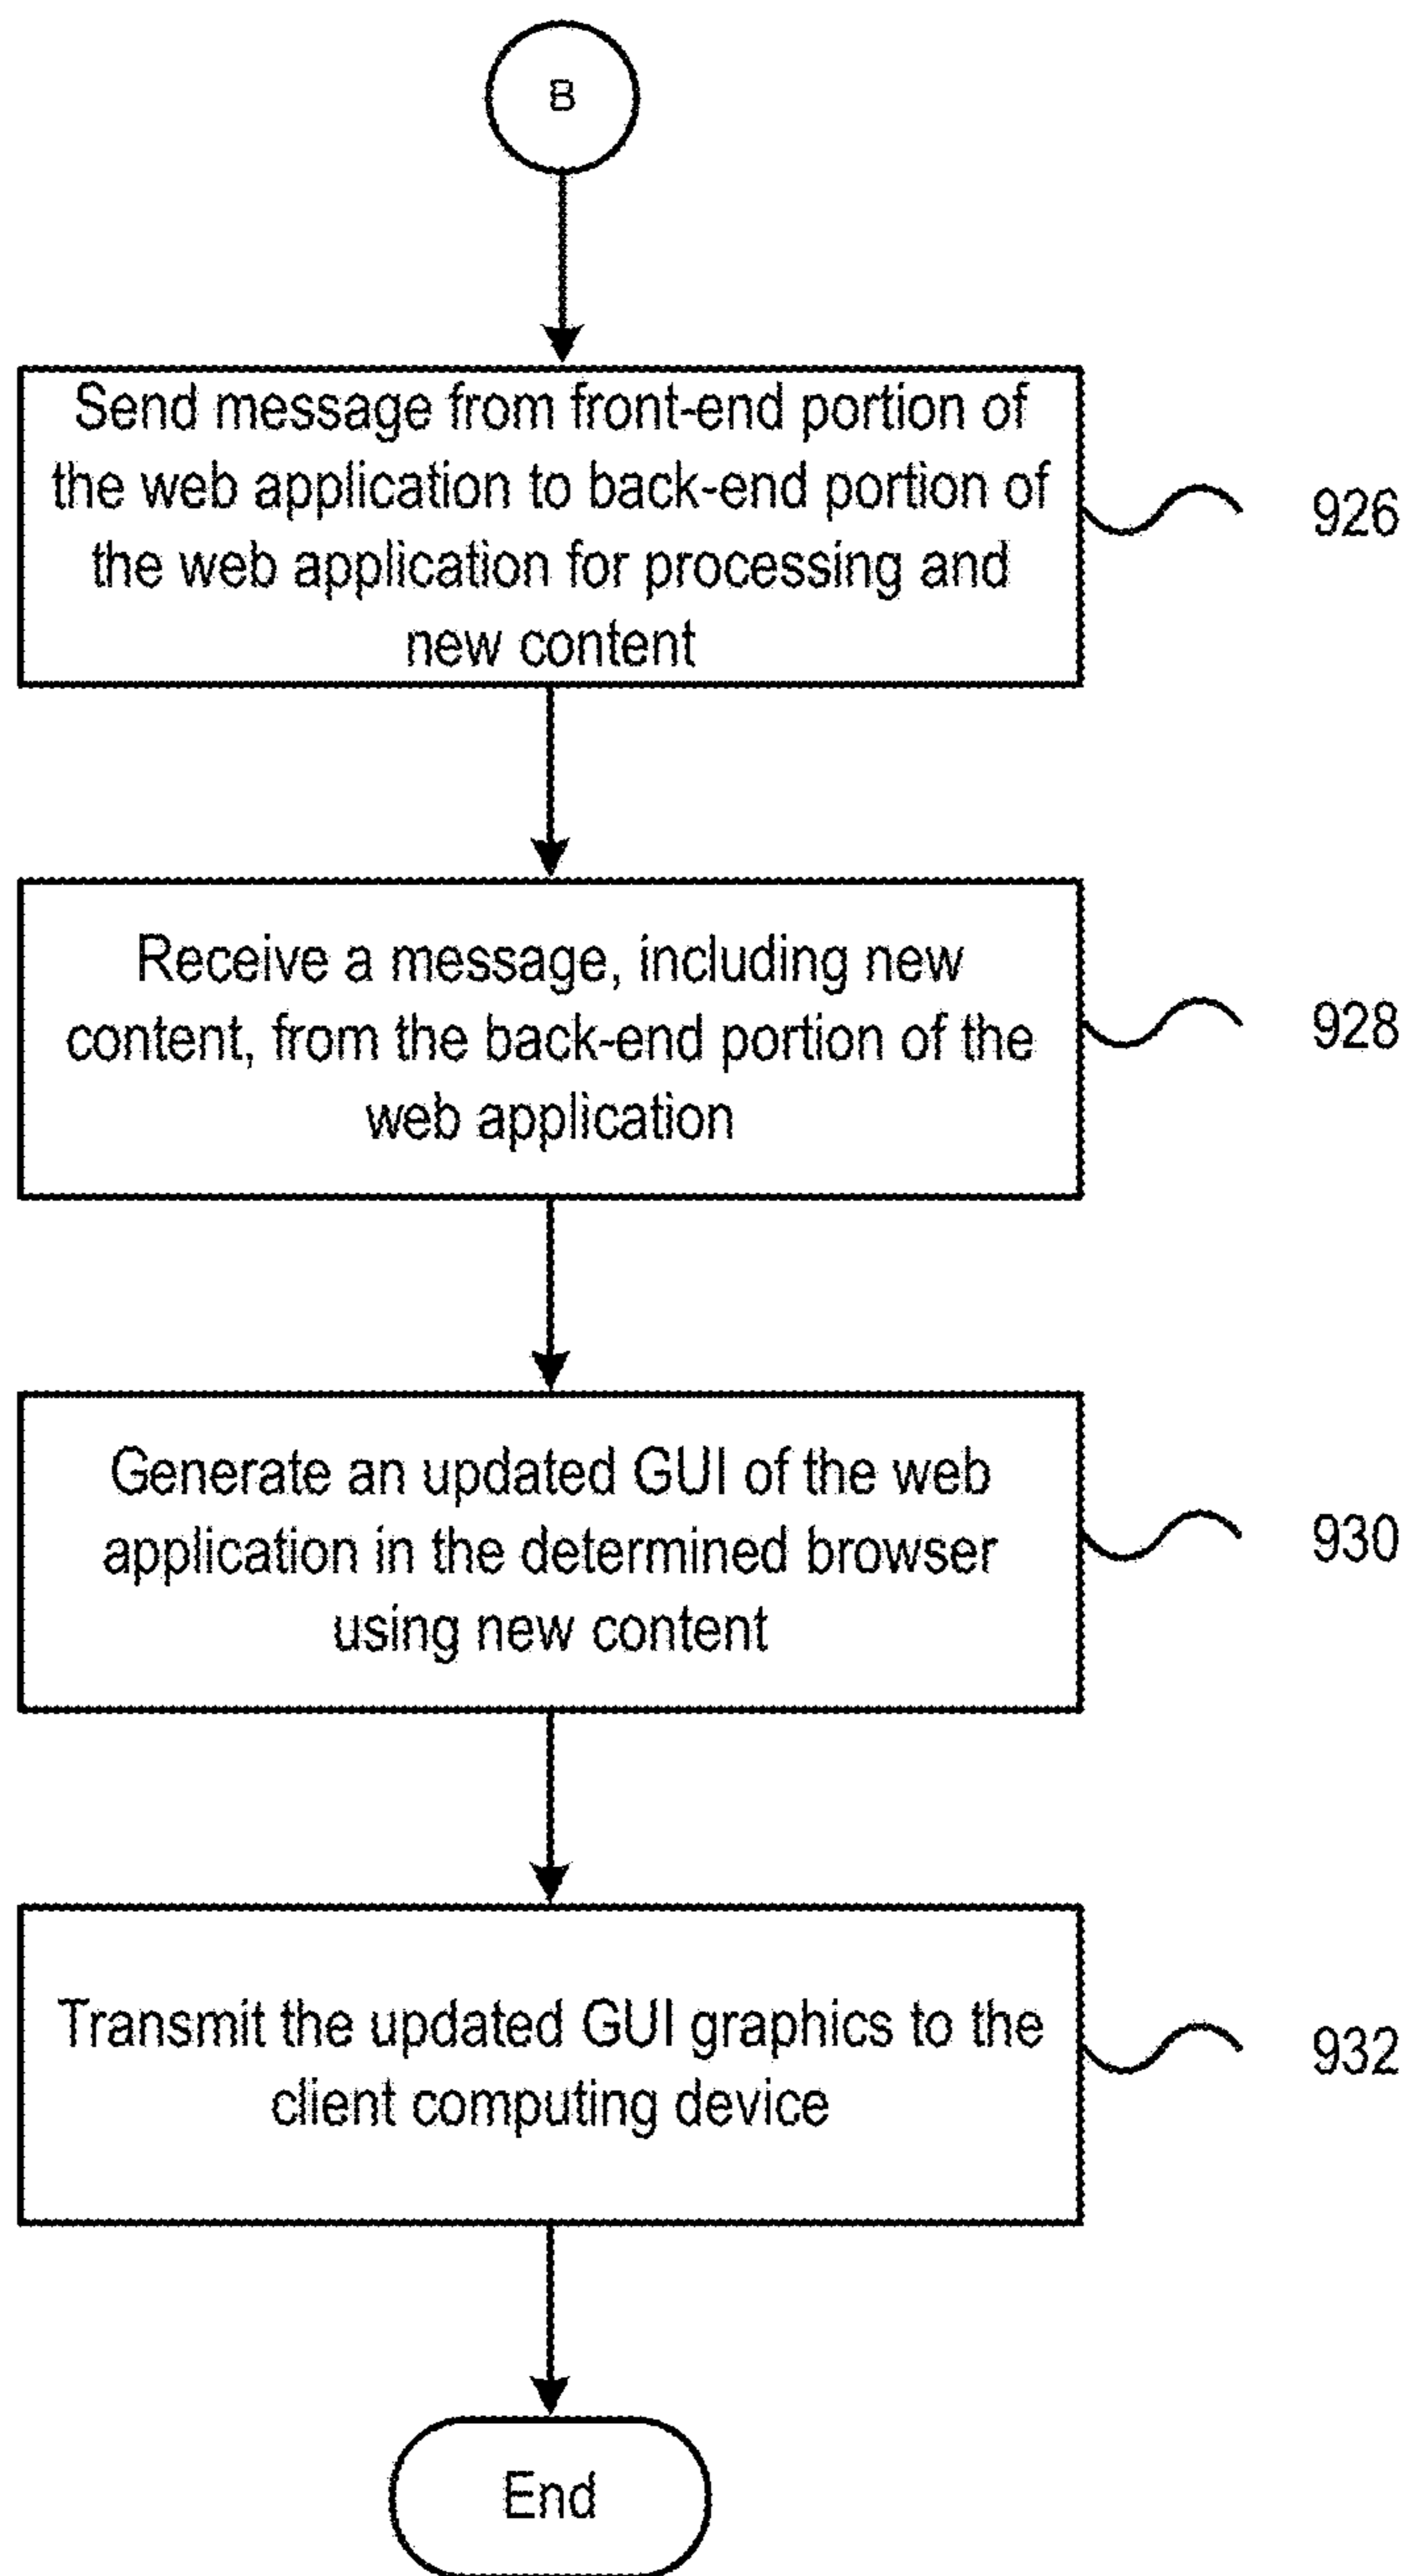 B
Send message from front-end portion of
the web application to back-end portion of
the web application for processing and
new content
926
Receive a message, including new
content, from the back-end portion of the
web application
928
Generate an updated GUI of the web
application in the determined browser
using new content
930
Transmit the updated GUI graphics to the
client computing device
932
End